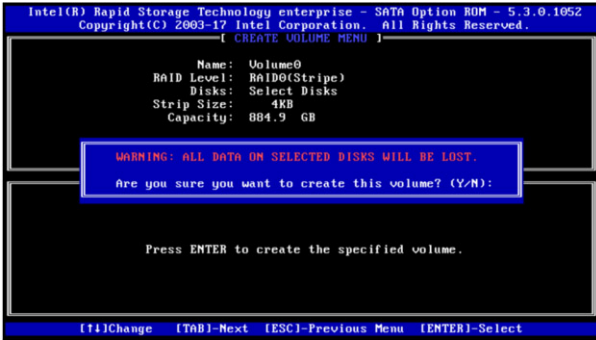 Intel(R) Rapid Storage Technology enterprise - SATA Option ROM - 5.3.0.1052
Copyright(C) 2003-17 Intel Corporation. All Rights Reserved.
[ CREATE VOLUME MENU ]
Name: Volume0
RAID Level: RAID0(Stripe)
Disks: Select Disks
Strip Size: 4KB
Capacity: 884.9 GB
WARNING: ALL DATA ON SELECTED DISKS WILL BE LOST.
Are you sure you want to create this volume? (Y/N):
Press ENTER to create the specified volume.
[↑↓]Change [TAB]-Next [ESC]-Previous Menu [ENTER]-Select